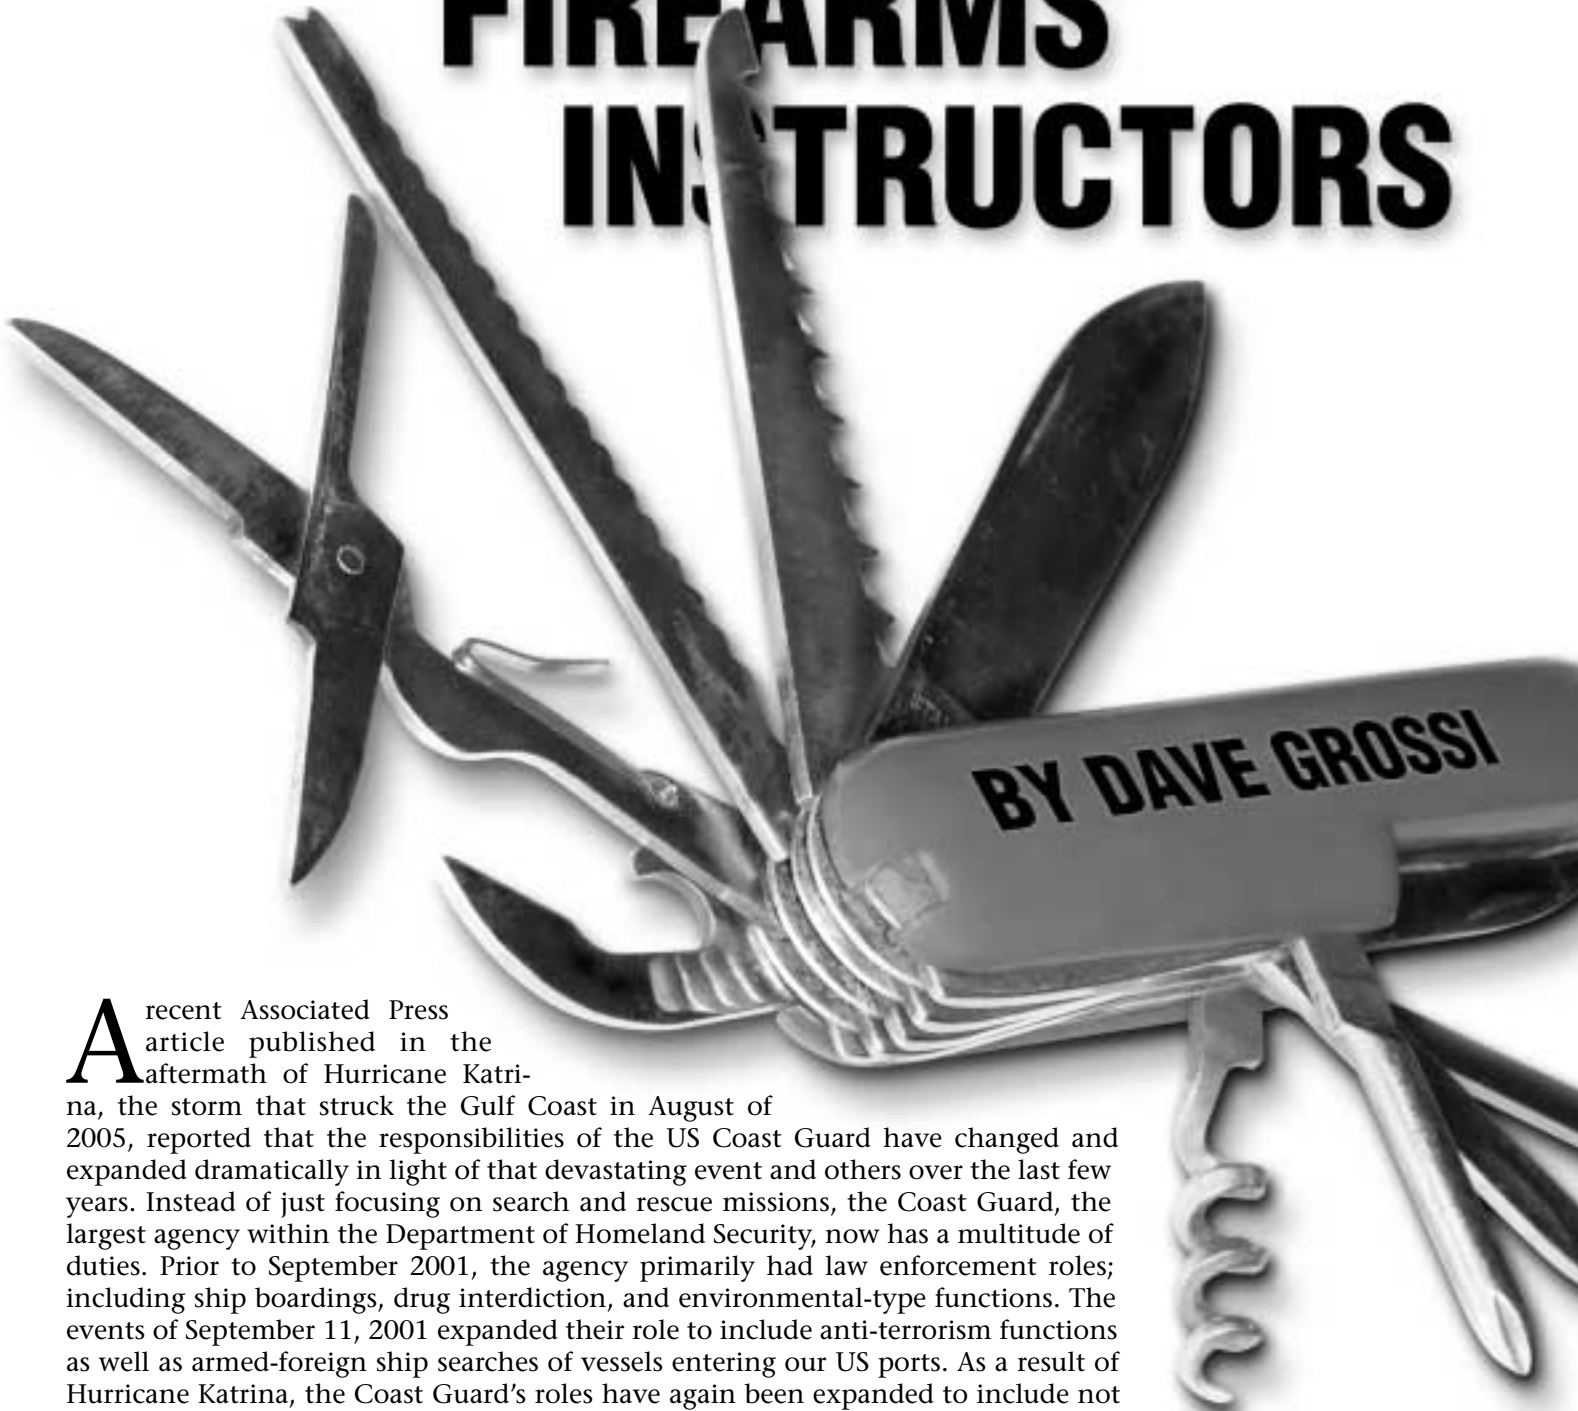 FIREARMS
INSTRUCTORS
BY DAVE GROSSI
A recent Associated Press
article published in the
aftermath of Hurricane Katri-
na, the storm that struck the Gulf Coast in August of
2005, reported that the responsibilities of the US Coast Guard have changed and
expanded dramatically in light of that devastating event and others over the last few
years. Instead of just focusing on search and rescue missions, the Coast Guard, the
largest agency within the Department of Homeland Security, now has a multitude of
duties. Prior to September 2001, the agency primarily had law enforcement roles;
including ship boardings, drug interdiction, and environmental-type functions. The
events of September 11, 2001 expanded their role to include anti-terrorism functions
as well as armed-foreign ship searches of vessels entering our US ports. As a result of
Hurricane Katrina, the Coast Guard’s roles have again been expanded to include not